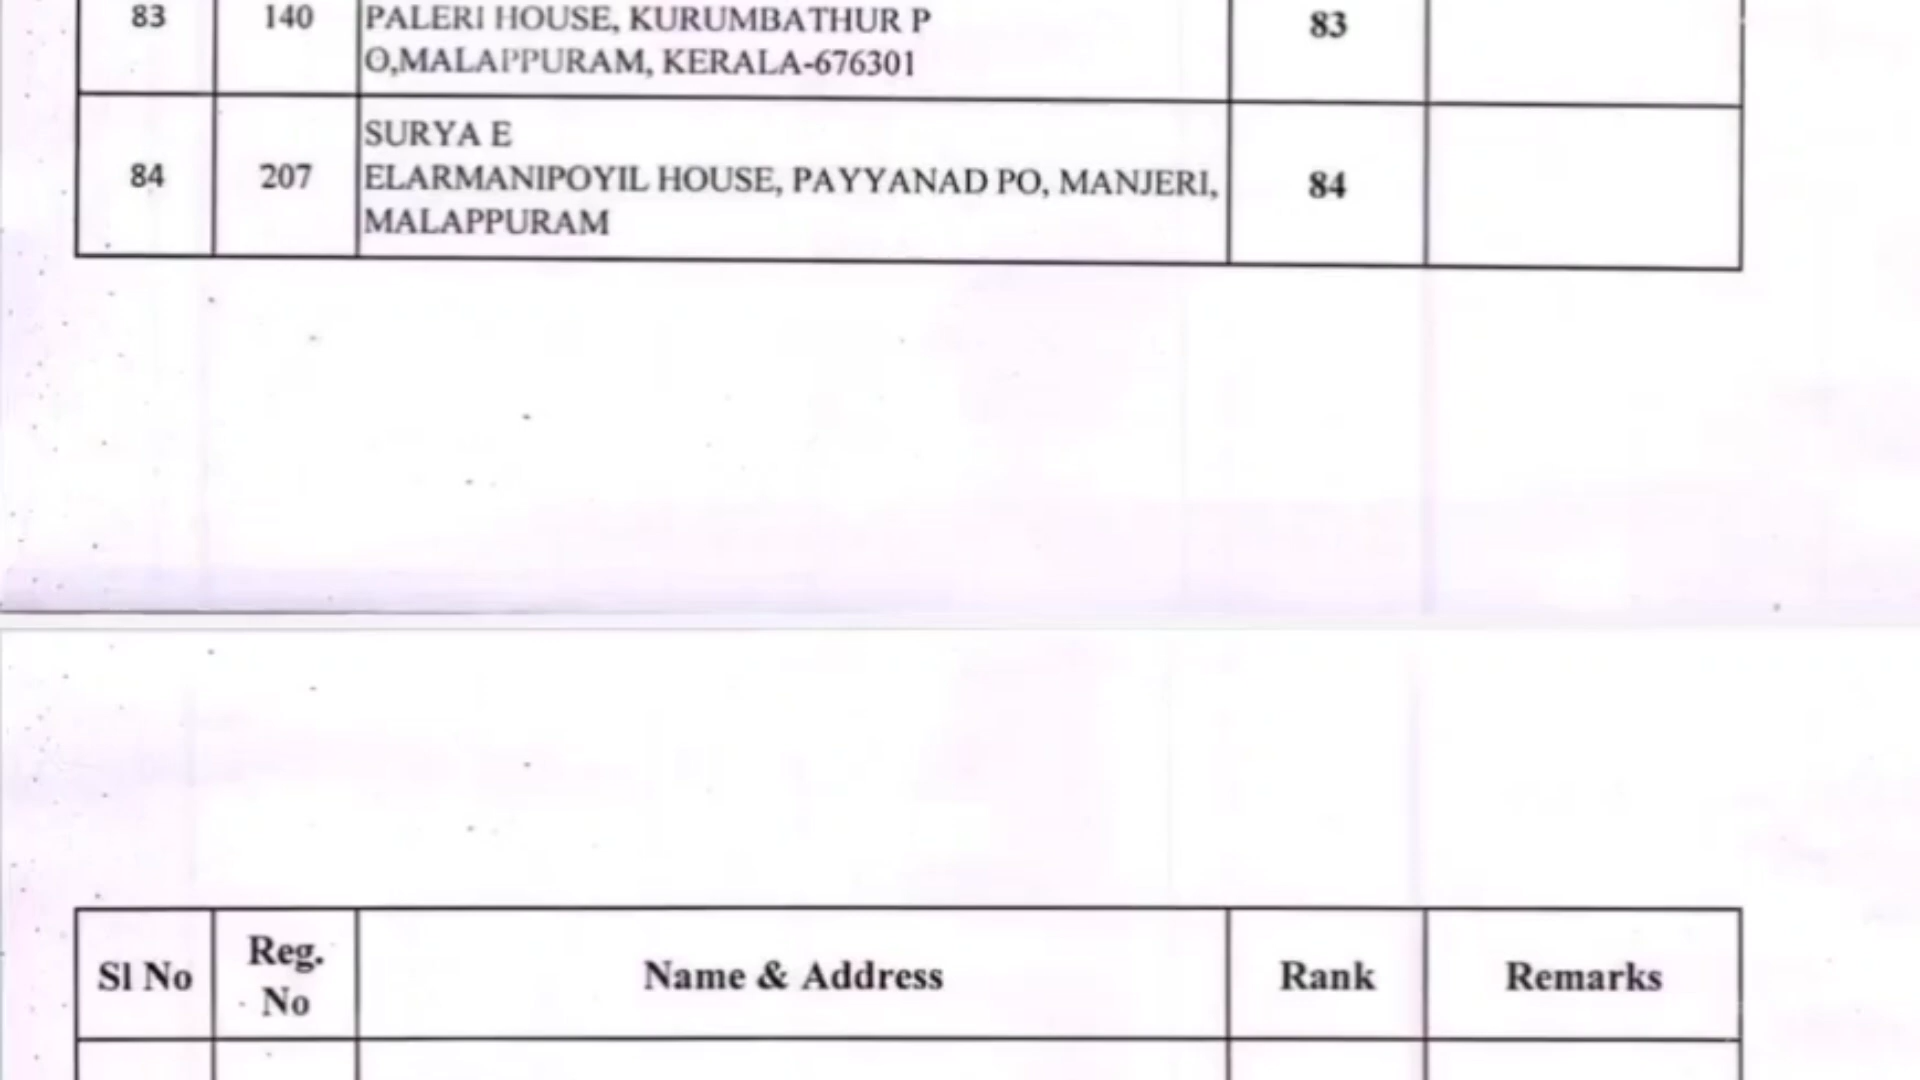 83 140 PALERI HOUSE, KURUMBATHUR P 83
O,MALAPPURAM, KERALA-676301
SURYA E
84 207 ELARMANIPOYIL HOUSE, PAYYANAD PO, MANJERI, 84
MALAPPURAM
Sl No Reg. No Name & Address Rank Remarks